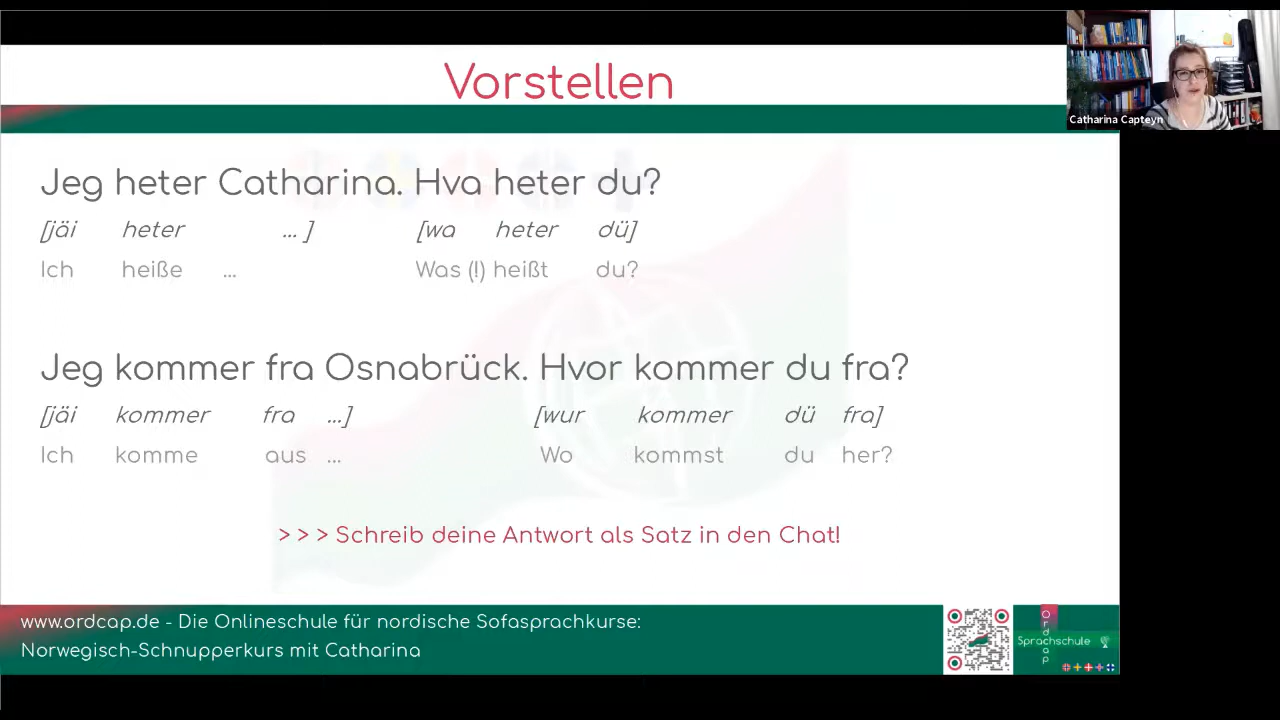 Vorstellen
Catharina Capteyn
Jeg heter Catharina. Hva heter du?
[jäi heter ... ] [wa heter dü]
Ich heiße ... Was (!) heißt du?
Jeg kommer fra Osnabrück. Hvor kommer du fra?
[jäi kommer fra ...] [wur kommer dü fra]
Ich komme aus ... Wo kommst du her?
> > > Schreib deine Antwort als Satz in den Chat!
www.ordcap.de - Die Onlineschule für nordische Sofasprachkurse:
Norwegisch-Schnupperkurs mit Catharina
Ordcap
Sprachschule